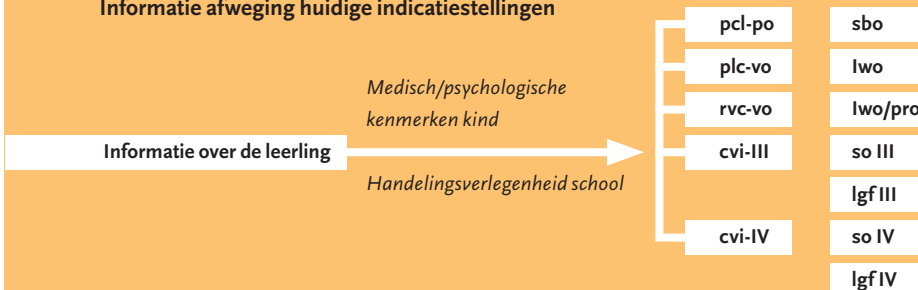 Informatie afweging huidige indicatiestellingen
pcl-po sbo
plc-vo lwo
Medisch/psychologische
kenmerken kind
rvc-vo lwo/pro
Informatie over de leerling
cvi-III so III
Handelingsverlegenheid school
lgf III
cvi-IV so IV
lgf IV